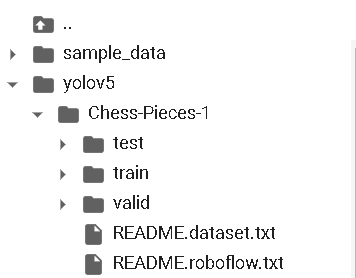 ..
sample_data
yolov5
Chess-Pieces-1
test
train
valid
README.dataset.txt
README.roboflow.txt